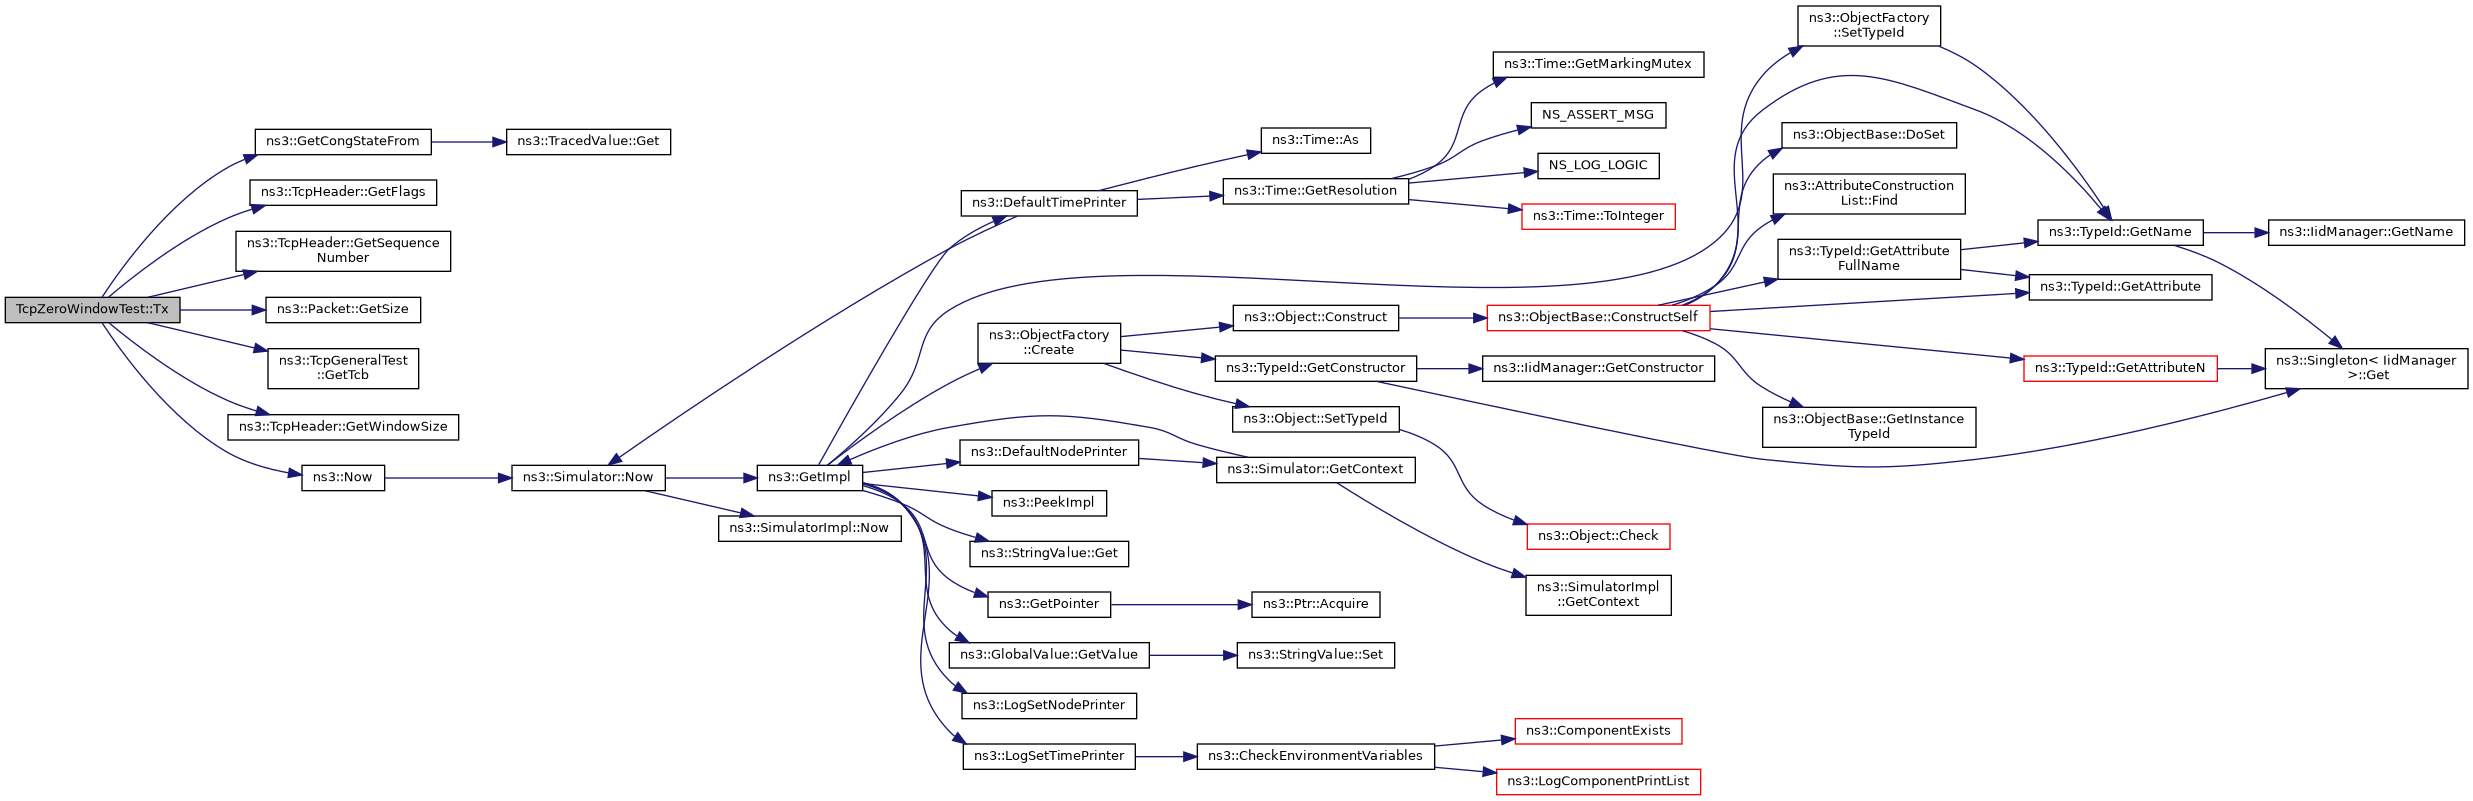 TcpZeroWindowTest::Tx
ns3::GetCongStateFrom
ns3::TracedValue::Get
ns3::TcpHeader::GetFlags
ns3::TcpHeader::GetSequence
Number
ns3::Packet::GetSize
ns3::TcpGeneralTest
::GetTcb
ns3::TcpHeader::GetWindowSize
ns3::Now
ns3::Simulator::Now
ns3::SimulatorImpl::Now
ns3::GetImpl
ns3::DefaultTimePrinter
ns3::Time::As
ns3::Time::GetResolution
ns3::Time::GetMarkingMutex
NS_ASSERT_MSG
NS_LOG_LOGIC
ns3::Time::ToInteger
ns3::ObjectFactory
::Create
ns3::Object::Construct
ns3::TypeId::GetConstructor
ns3::Object::SetTypeId
ns3::ObjectBase::ConstructSelf
ns3::IidManager::GetConstructor
ns3::DefaultNodePrinter
ns3::Simulator::GetContext
ns3::PeekImpl
ns3::StringValue::Get
ns3::GetPointer
ns3::Ptr::Acquire
ns3::GlobalValue::GetValue
ns3::StringValue::Set
ns3::LogSetNodePrinter
ns3::LogSetTimePrinter
ns3::CheckEnvironmentVariables
ns3::ComponentExists
ns3::LogComponentPrintList
ns3::Object::Check
ns3::SimulatorImpl
::GetContext
ns3::ObjectFactory
::SetTypeId
ns3::ObjectBase::DoSet
ns3::AttributeConstruction
List::Find
ns3::TypeId::GetAttribute
FullName
ns3::TypeId::GetName
ns3::IidManager::GetName
ns3::TypeId::GetAttribute
ns3::TypeId::GetAttributeN
ns3::Singleton< IidManager
>::Get
ns3::ObjectBase::GetInstance
TypeId